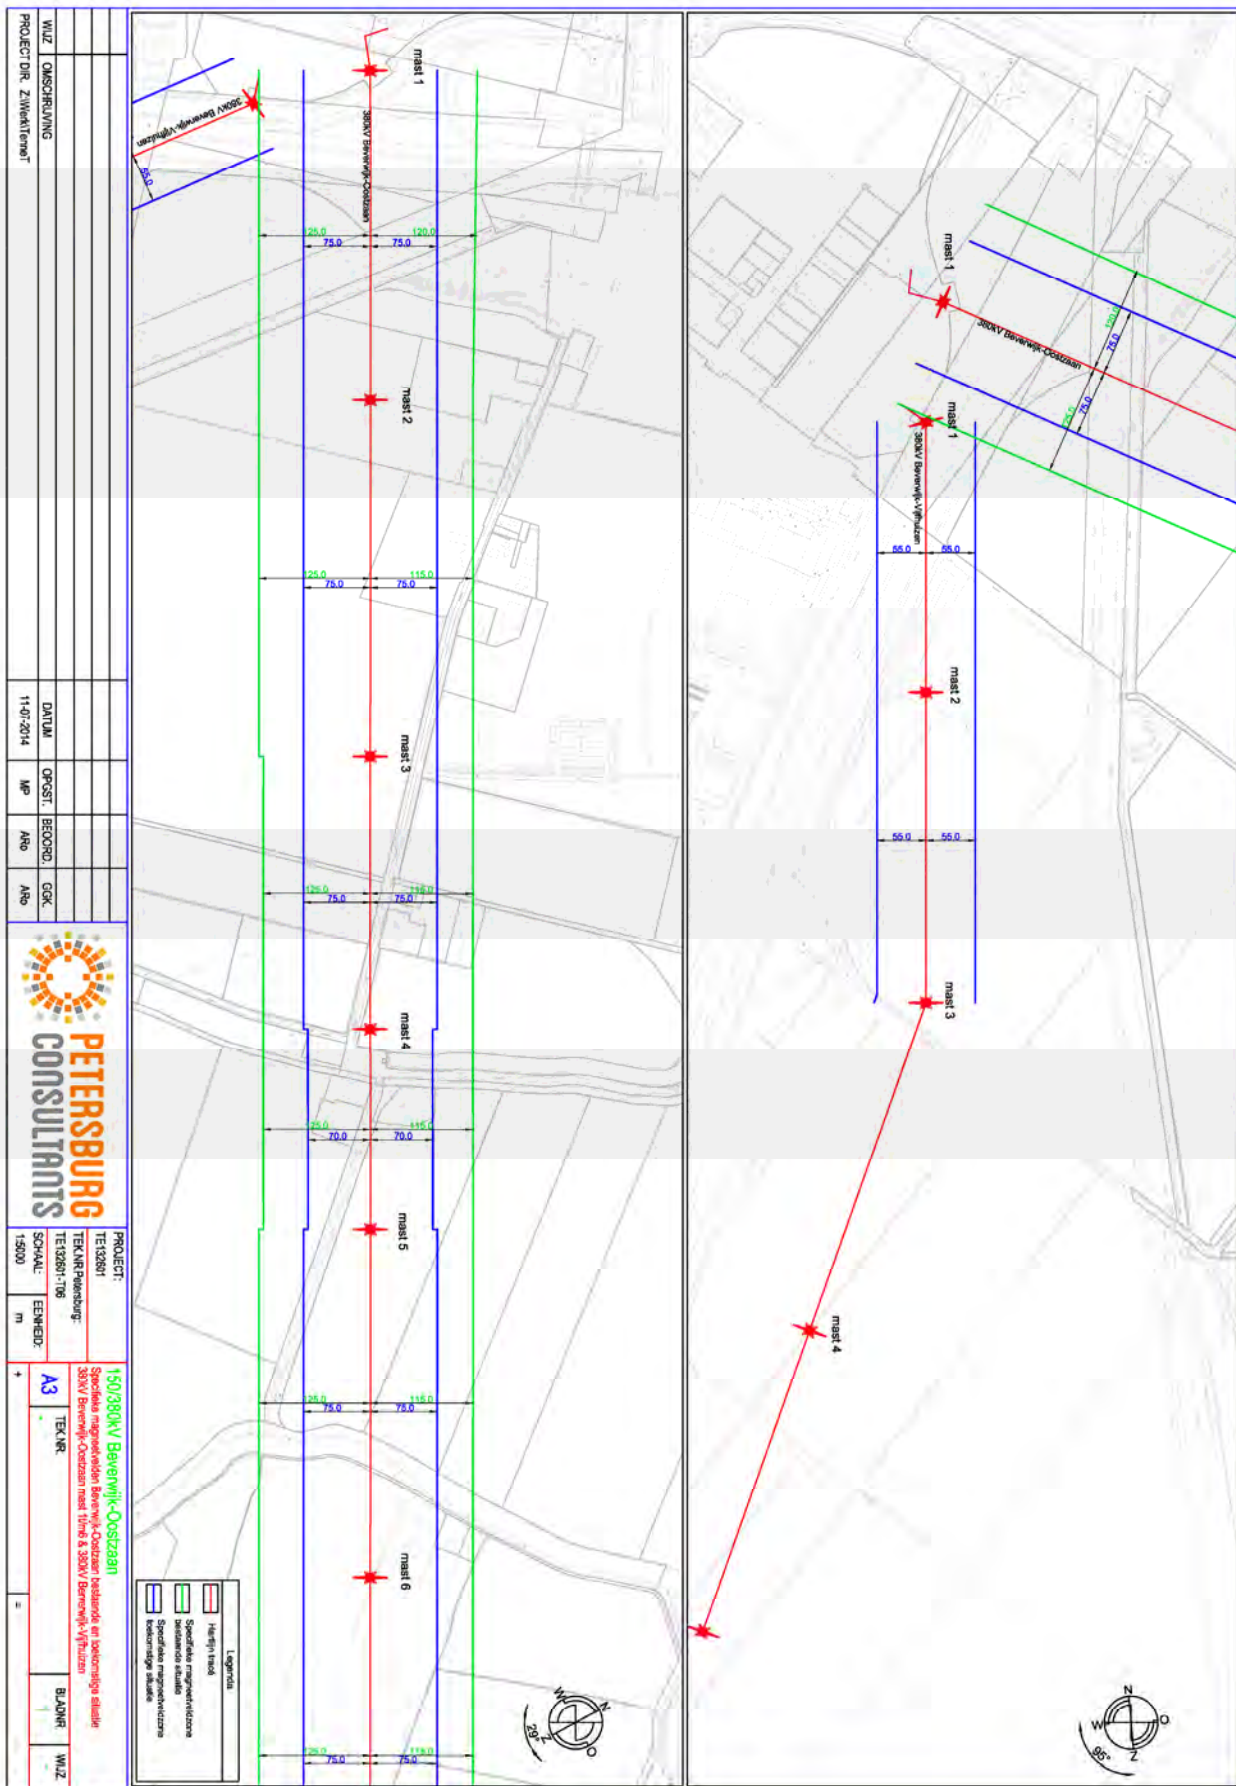 mast 1
380kV Beverwijk-Oostzaan
120.0
75.0
75.0
125.0
mast 1
380kV Beverwijk-Vijfhuizen
55.0
55.0
mast 2
55.0
55.0
mast 3
mast 4
N
O
W
Z
95°
mast 1
380kV Beverwijk-Oostzaan
380kV Beverwijk-Vijfhuizen
55.0
120.0
75.0
75.0
125.0
mast 2
115.0
75.0
75.0
125.0
mast 3
115.0
75.0
75.0
125.0
mast 4
115.0
70.0
70.0
125.0
mast 5
115.0
75.0
75.0
125.0
mast 6
115.0
75.0
75.0
125.0
N
O
W
Z
29°
Legenda
Hartlijn tracé
Specifieke magneetveldzone
bestaande situatie
Specifieke magneetveldzone
toekomstige situatie
WIJZ
OMSCHRIJVING
DATUM
OPGST.
BEOORD.
GGK.
PROJECT DIR. Z:\Werk\TenneT
11-07-2014
MP
ARo
ARo
PETERSBURG
CONSULTANTS
PROJECT:
TE132601
TEK.NR Petersburg:
TE132601-T06
SCHAAL:
EENHEID:
1:5000
m
150/380kV Beverwijk-Oostzaan
Specifieke magneetvelden Beverwijk-Oostzaan bestaande en toekomstige situatie
380kV Beverwijk-Oostzaan mast 1t/m6 & 380kV Beverwijk-Vijfhuizen
A3
TEK.NR.
BLADNR.
WIJZ.
-
1
-
+
=